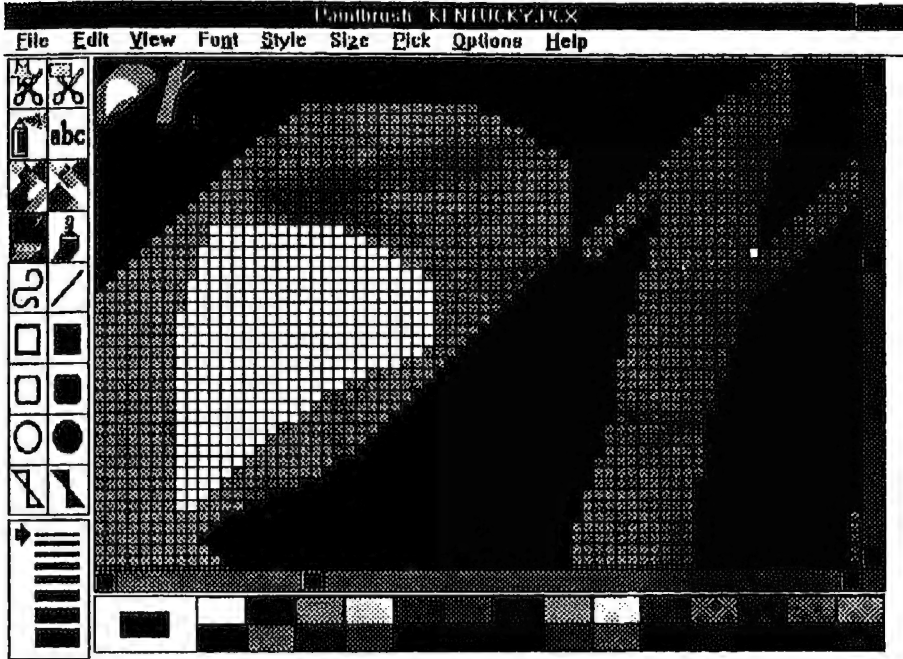 Paintbrush KENTUCKY.PCX
File Edit View Font Style Size Pick Options Help
abc